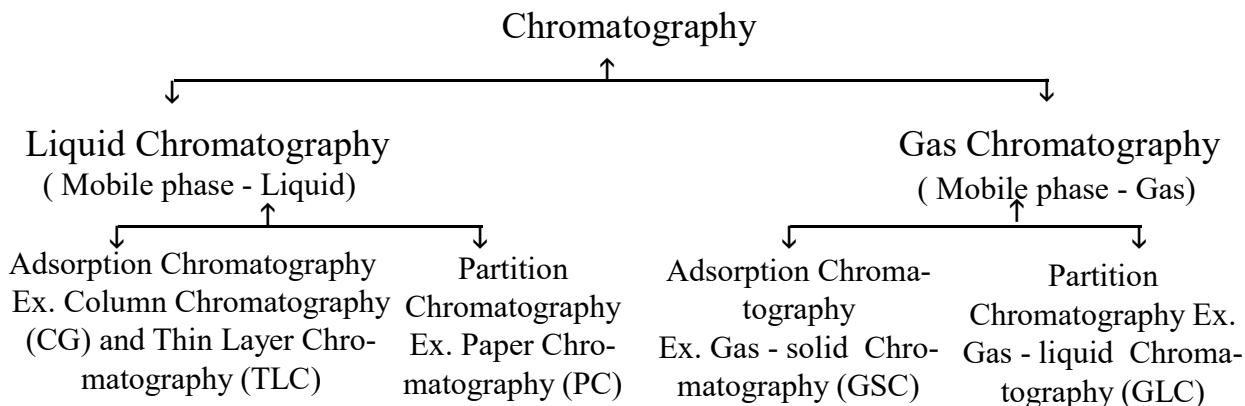 Chromatography
Liquid Chromatography
( Mobile phase - Liquid)
Gas Chromatography
( Mobile phase - Gas)
Adsorption Chromatography
Ex. Column Chromatography
(CG) and Thin Layer Chro-
matography (TLC)
Partition
Chromatography
Ex. Paper Chro-
matography (PC)
Adsorption Chroma-
tography
Ex. Gas - solid Chro-
matography (GSC)
Partition
Chromatography Ex.
Gas - liquid Chroma-
tography (GLC)